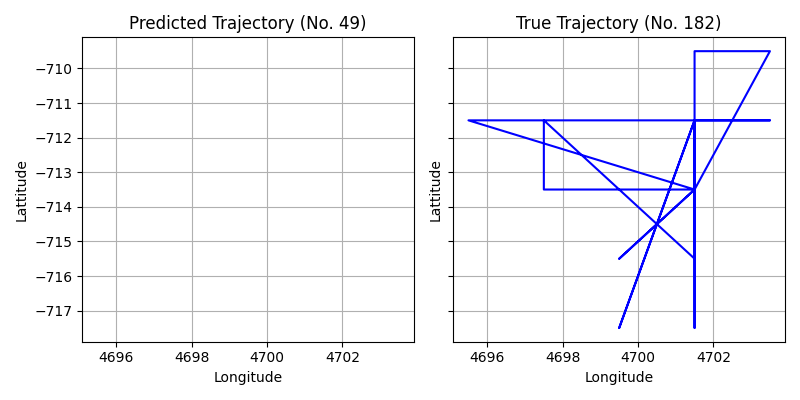 Predicted Trajectory (No. 49)
True Trajectory (No. 182)
Lattitude
−710
−711
−712
−713
−714
−715
−716
−717
4696
4698
4700
4702
Longitude
Lattitude
4696
4698
4700
4702
Longitude